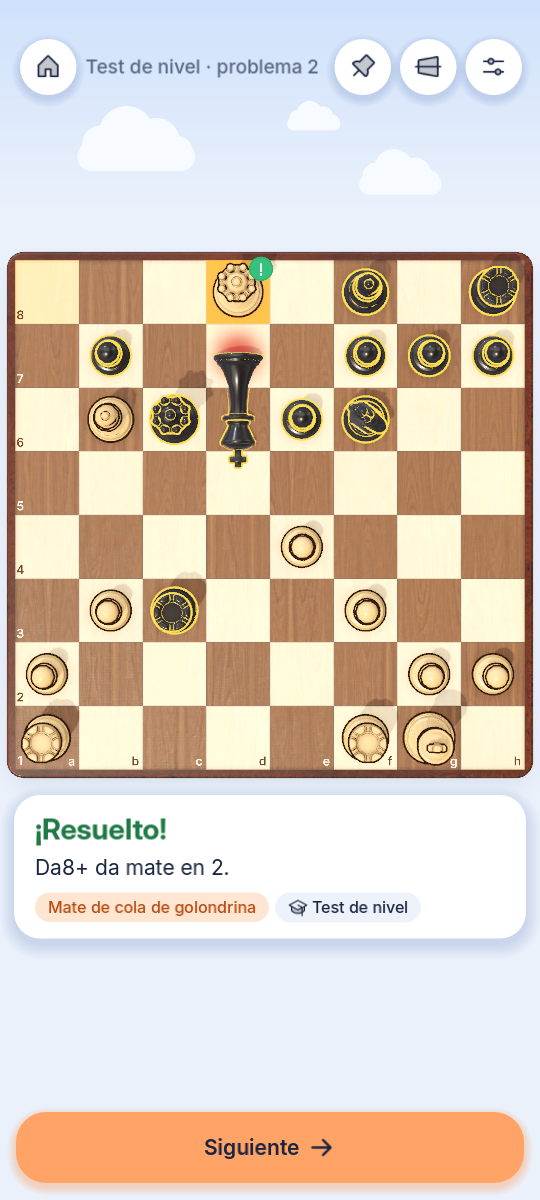 Test de nivel · problema 2
!
8
7
6
5
4
3
2
1 a b c d e f g h
¡Resuelto!
Da8+ da mate en 2.
Mate de cola de golondrina
Test de nivel
Siguiente →